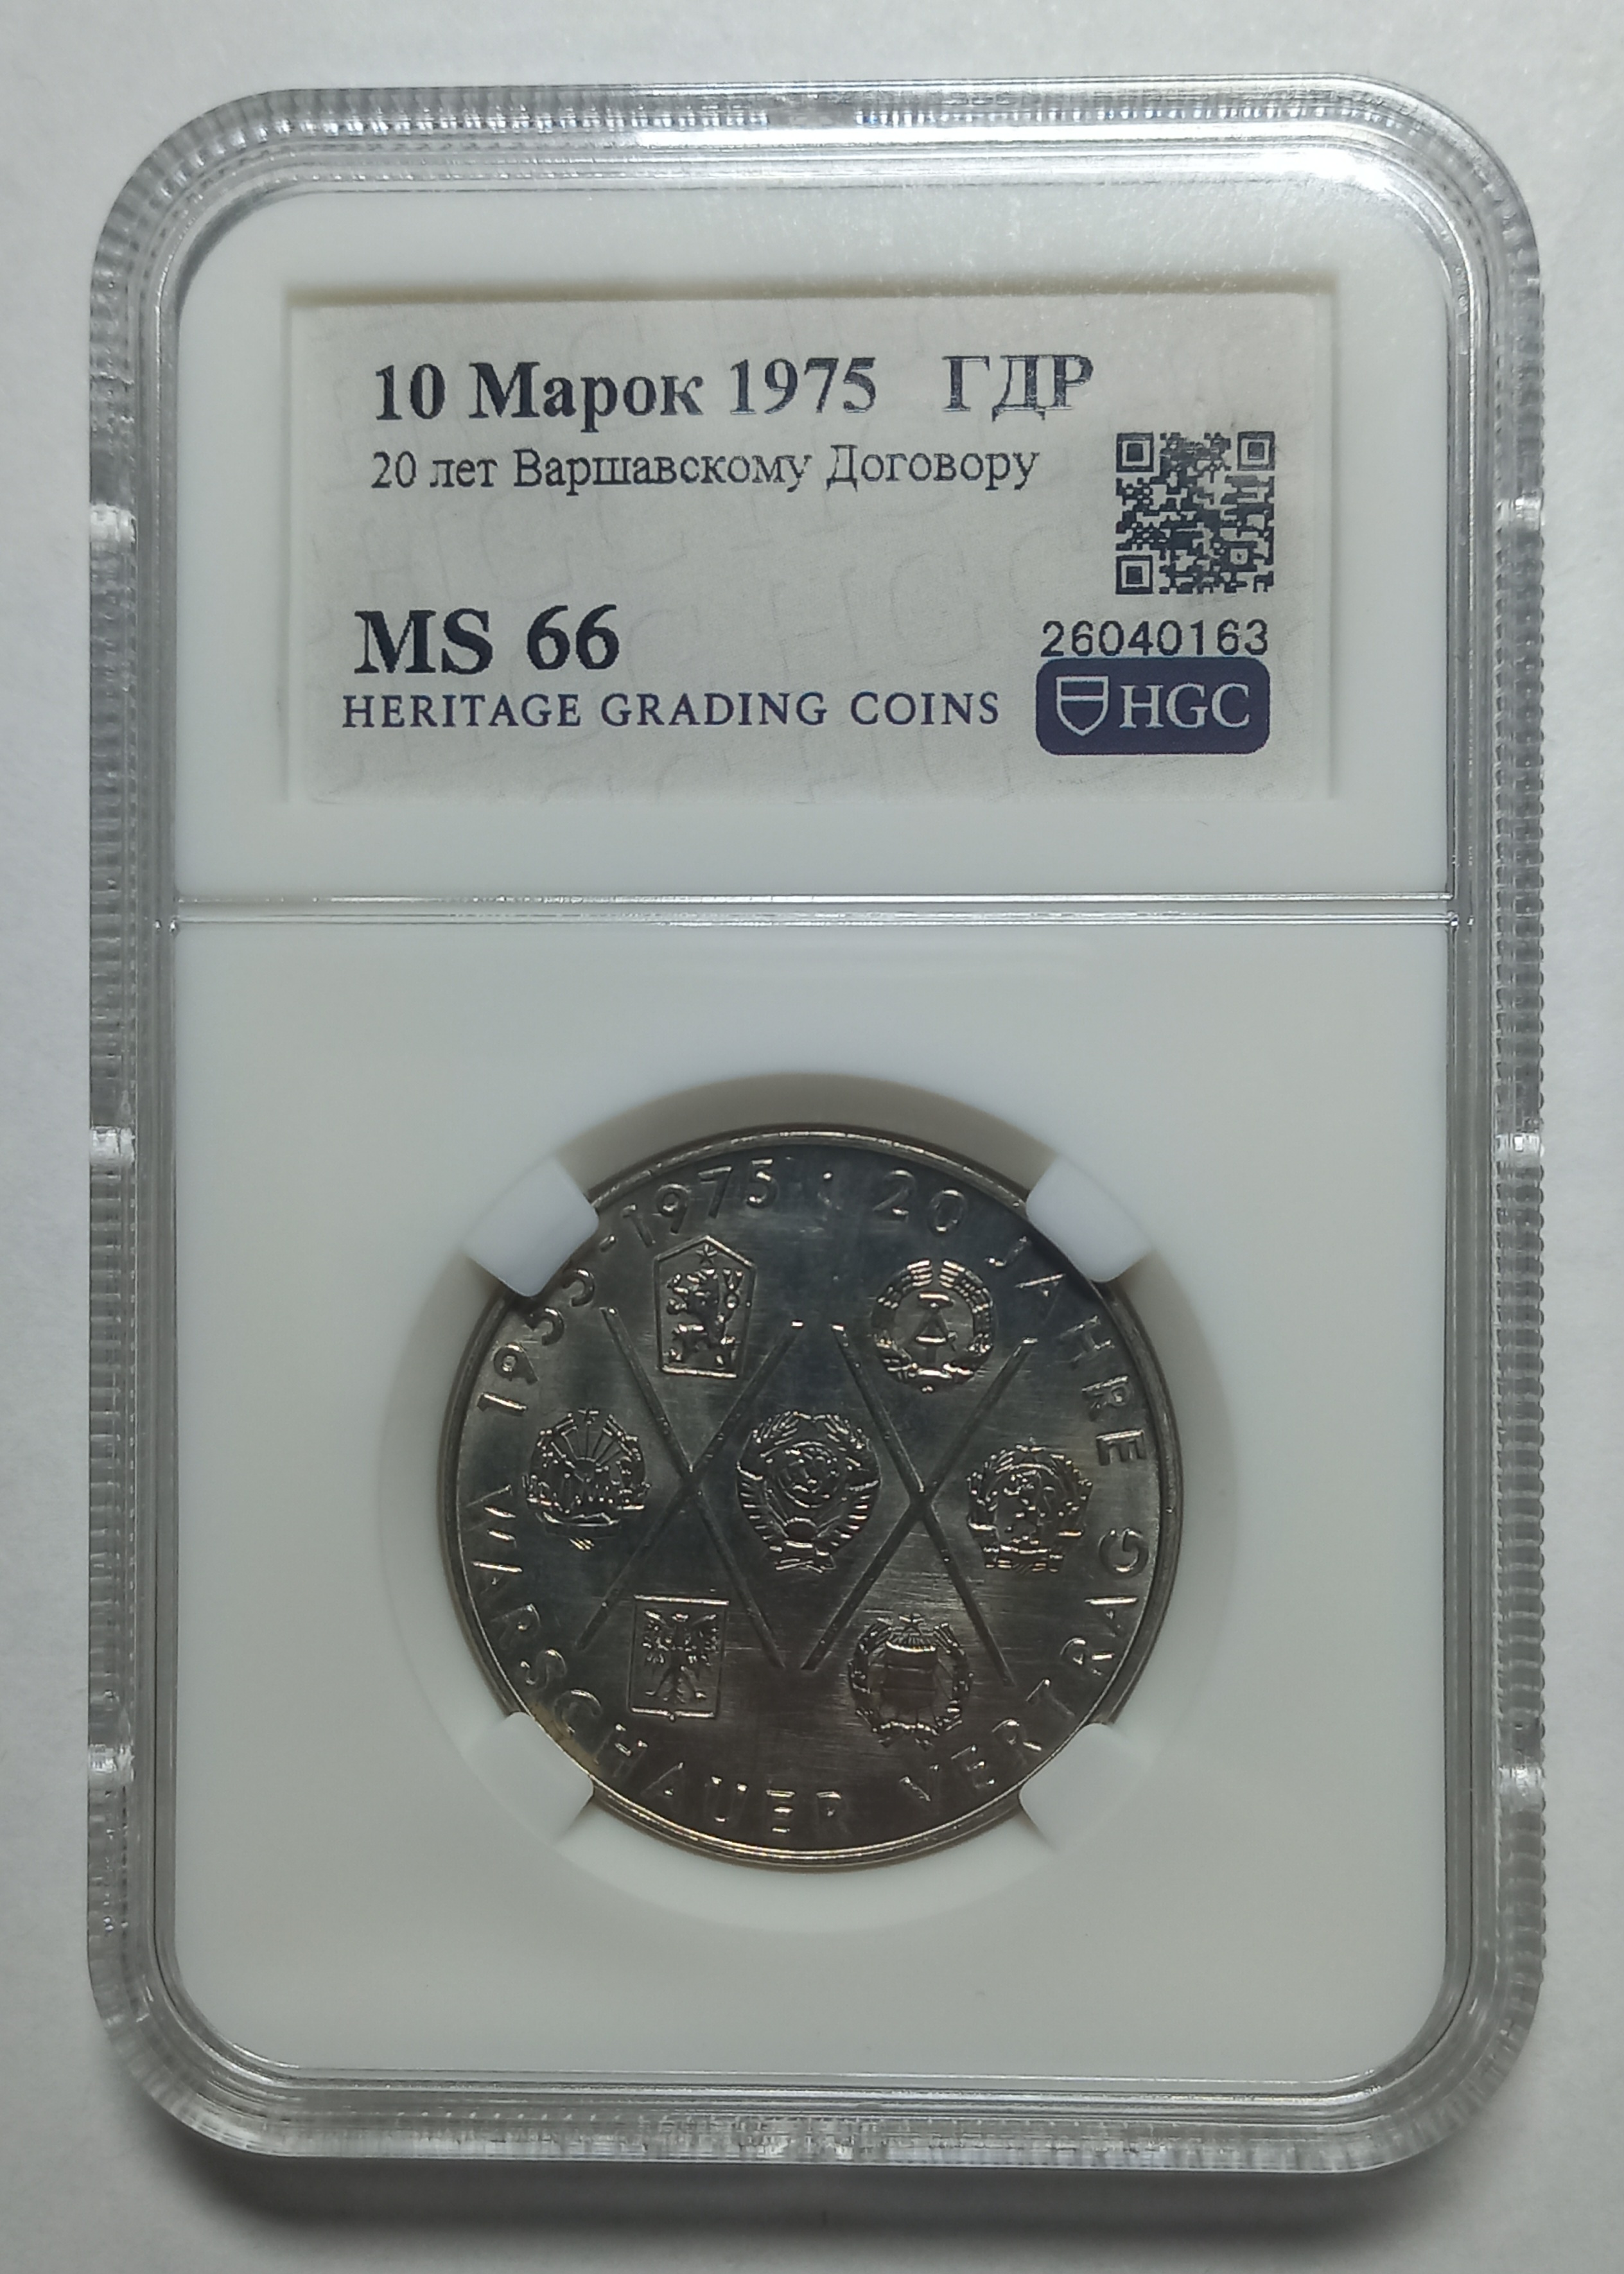 10 Марок 1975 ГДР
20 лет Варшавскому Договору
MS 66
26040163
HERITAGE GRADING COINS
HGC
1955-1975 · 20 JAHRE
WARSCHAUER VERTRAG